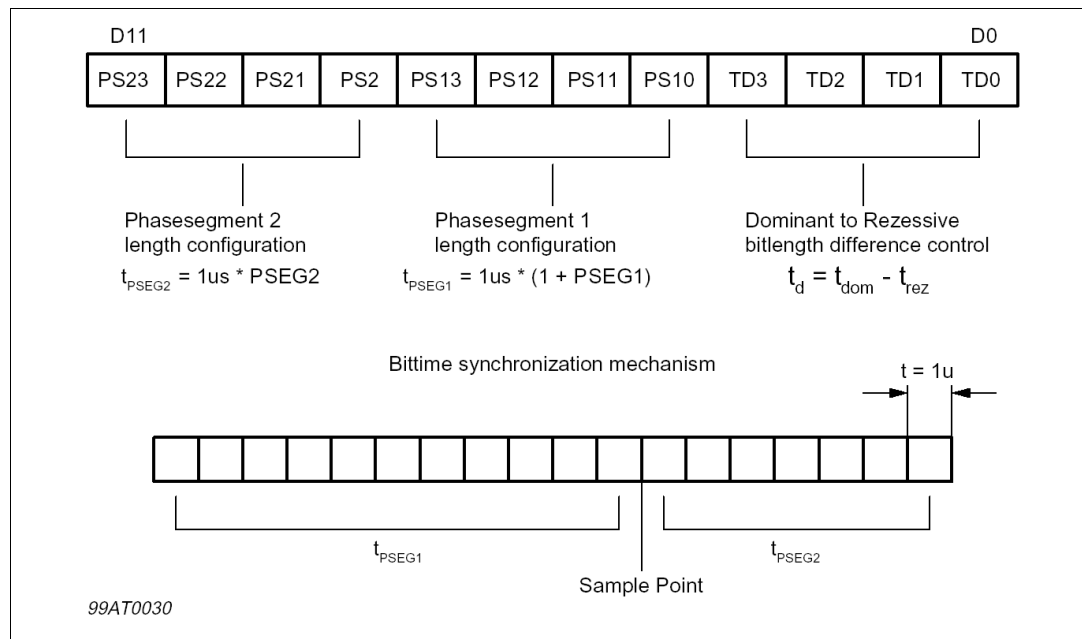 D11 D0
PS23 PS22 PS21 PS2 PS13 PS12 PS11 PS10 TD3 TD2 TD1 TD0
Phasesegment 2
length configuration
tPSEG2 = 1us * PSEG2
Phasesegment 1
length configuration
tPSEG1 = 1us * (1 + PSEG1)
Dominant to Rezessive
bitlength difference control
td = tdom - trez
Bittime synchronization mechanism
t = 1u
tPSEG1
tPSEG2
Sample Point
99AT0030